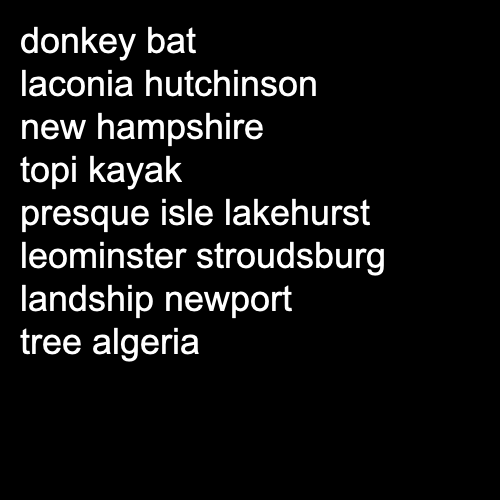 donkey bat
laconia hutchinson
new hampshire
topi kayak
presque isle lakehurst
leominster stroudsburg
landship newport
tree algeria